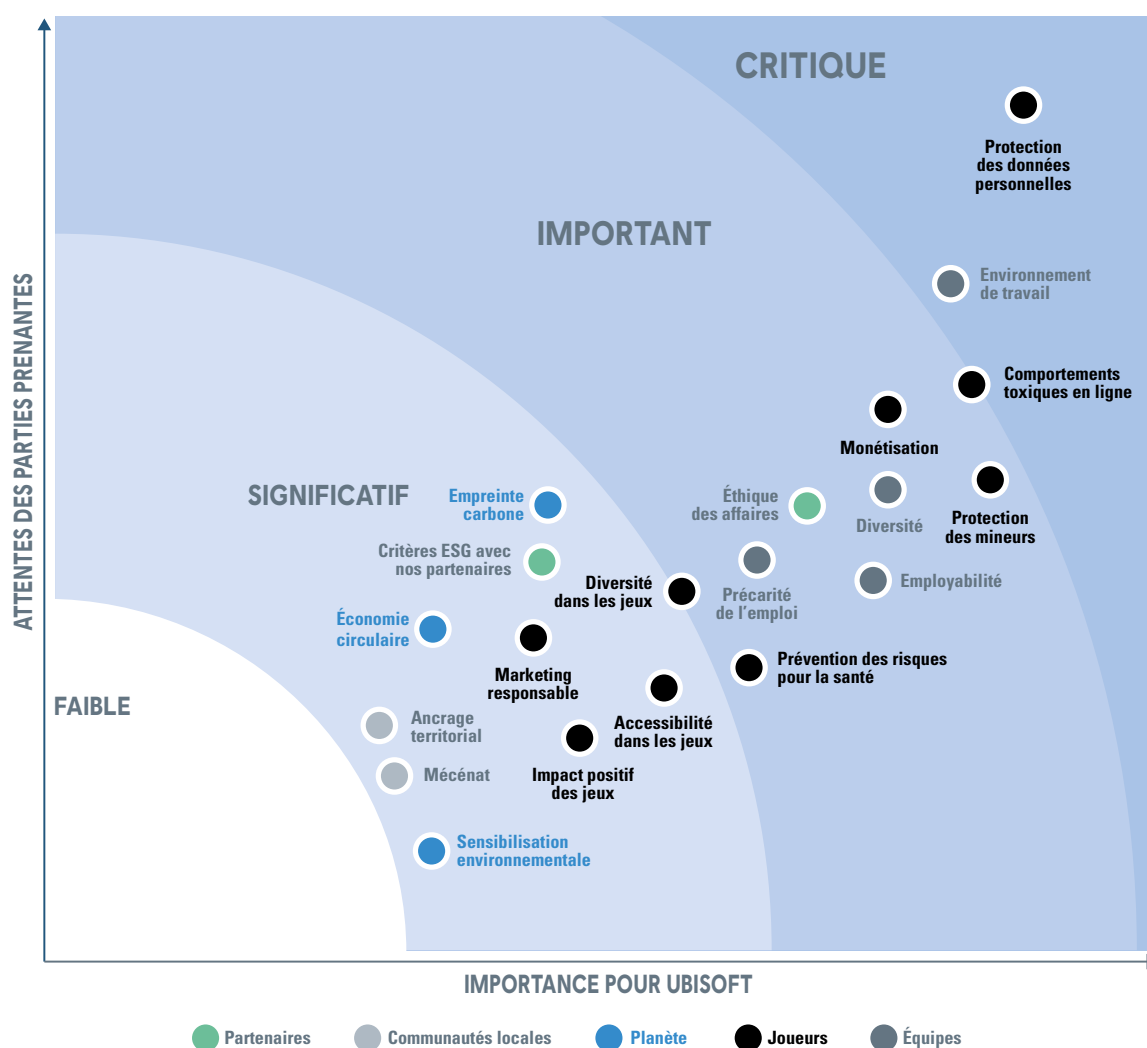 CRITIQUE
Protection
des données
personnelles
IMPORTANT
Environnement
de travail
Comportements
toxiques en ligne
Monétisation
SIGNIFICATIF
Empreinte
carbone
Éthique
des affaires
Diversité
Protection
des mineurs
Critères ESG avec
nos partenaires
Diversité
dans les jeux
Précarité
de l'emploi
Employabilité
Économie
circulaire
Marketing
responsable
Prévention des risques
pour la santé
FAIBLE
Ancrage
territorial
Accessibilité
dans les jeux
Mécénat
Impact positif
des jeux
Sensibilisation
environnementale
ATTENTES DES PARTIES PRENANTES
IMPORTANCE POUR UBISOFT
Partenaires
Communautés locales
Planète
Joueurs
Équipes